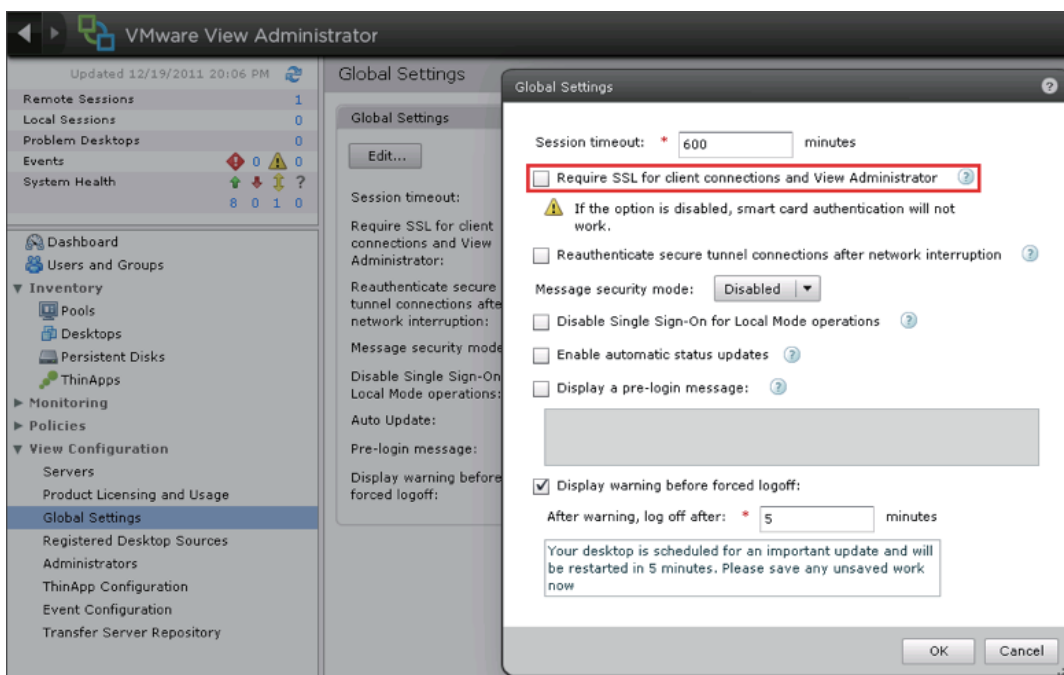 VMware View Administrator
Updated 12/19/2011 20:06 PM
Remote Sessions 1
Local Sessions 0
Problem Desktops 0
Events 0 0
System Health ?
8 0 1 0
Dashboard
Users and Groups
Inventory
Pools
Desktops
Persistent Disks
ThinApps
Monitoring
Policies
View Configuration
Servers
Product Licensing and Usage
Global Settings
Registered Desktop Sources
Administrators
ThinApp Configuration
Event Configuration
Transfer Server Repository
Global Settings
Global Settings
Edit...
Session timeout:
Require SSL for client
connections and View
Administrator:
Reauthenticate secure
tunnel connections afte
network interruption:
Message security mode
Disable Single Sign-On
Local Mode operations:
Auto Update:
Pre-login message:
Display warning before
forced logoff:
Global Settings ?
Session timeout: * 600 minutes
Require SSL for client connections and View Administrator ?
If the option is disabled, smart card authentication will not
work.
Reauthenticate secure tunnel connections after network interruption ?
Message security mode: Disabled
Disable Single Sign-On for Local Mode operations ?
Enable automatic status updates ?
Display a pre-login message: ?
Display warning before forced logoff:
After warning, log off after: * 5 minutes
Your desktop is scheduled for an important update and will
be restarted in 5 minutes. Please save any unsaved work
now
OK Cancel